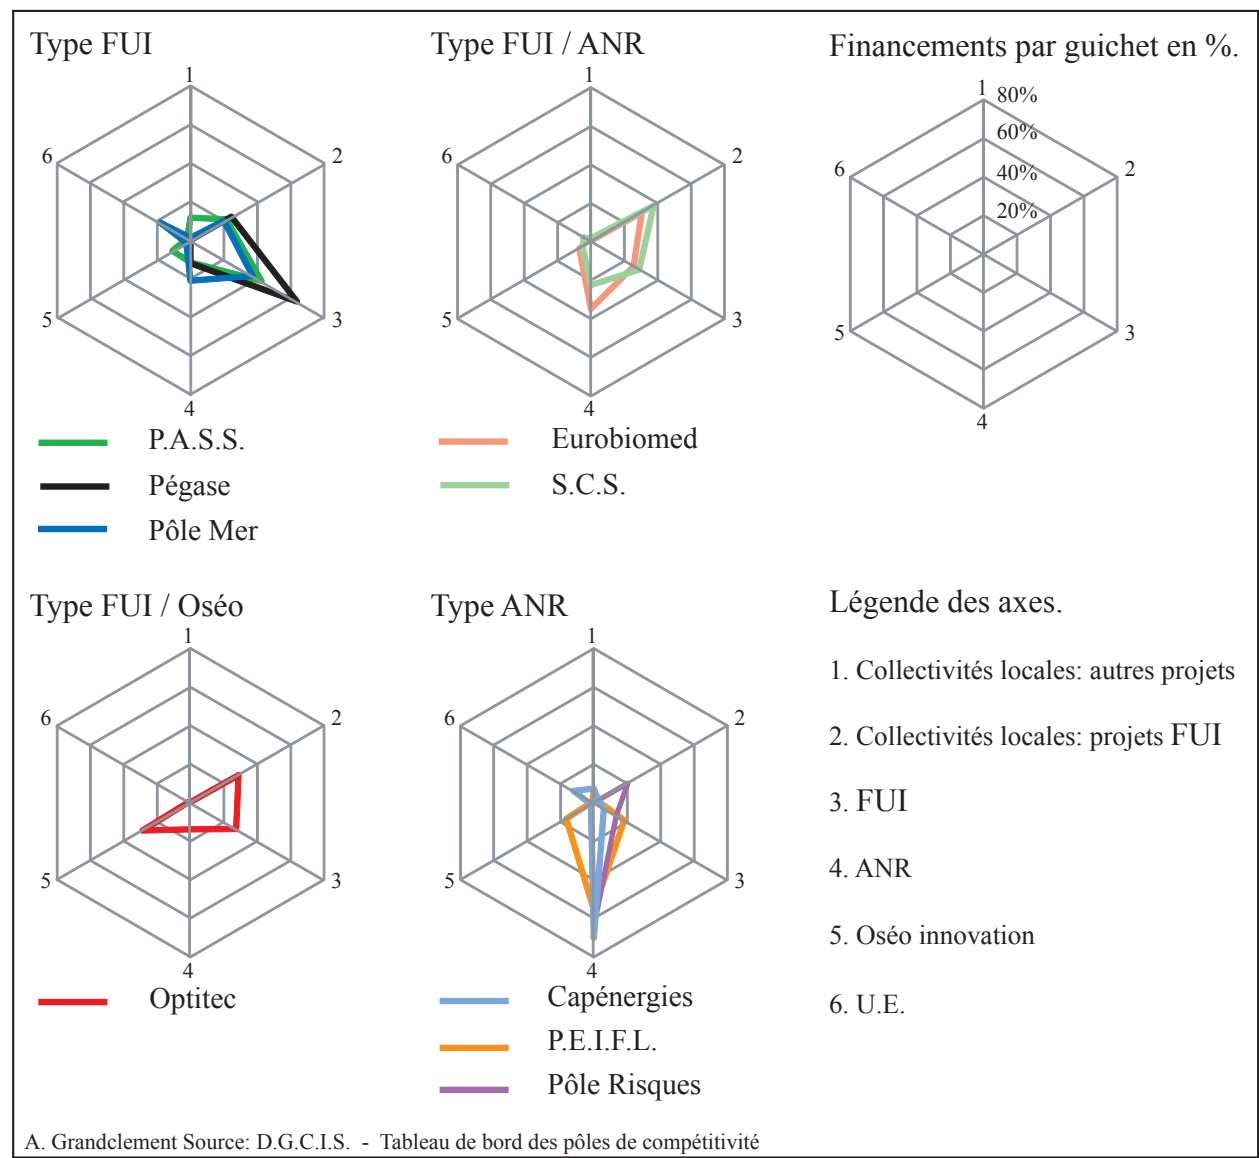 Type FUI
1
2
3
4
5
6
P.A.S.S.
Pégase
Pôle Mer
Type FUI / ANR
1
2
3
4
5
6
Eurobiomed
S.C.S.
Financements par guichet en %.
1
80%
60%
40%
20%
2
3
4
5
6
Type FUI / Oséo
1
2
3
4
5
6
Optitec
Type ANR
1
2
3
4
5
6
Capénergies
P.E.I.F.L.
Pôle Risques
Légende des axes.
1. Collectivités locales: autres projets
2. Collectivités locales: projets FUI
3. FUI
4. ANR
5. Oséo innovation
6. U.E.
A. Grandclement Source: D.G.C.I.S. - Tableau de bord des pôles de compétitivité